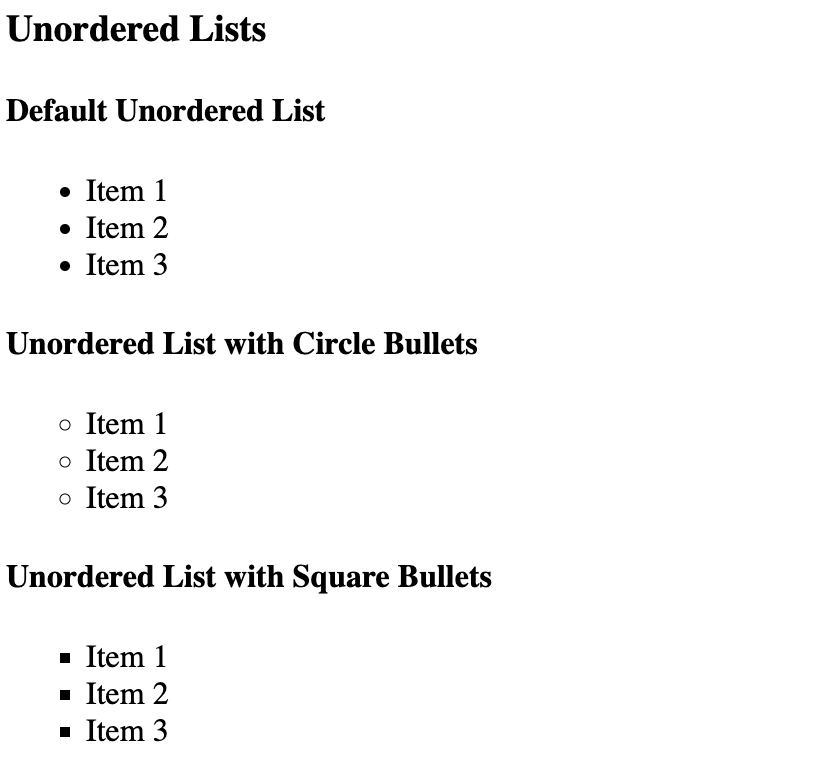 Unordered Lists
Default Unordered List
• Item 1
• Item 2
• Item 3
Unordered List with Circle Bullets
○ Item 1
○ Item 2
○ Item 3
Unordered List with Square Bullets
▪ Item 1
▪ Item 2
▪ Item 3